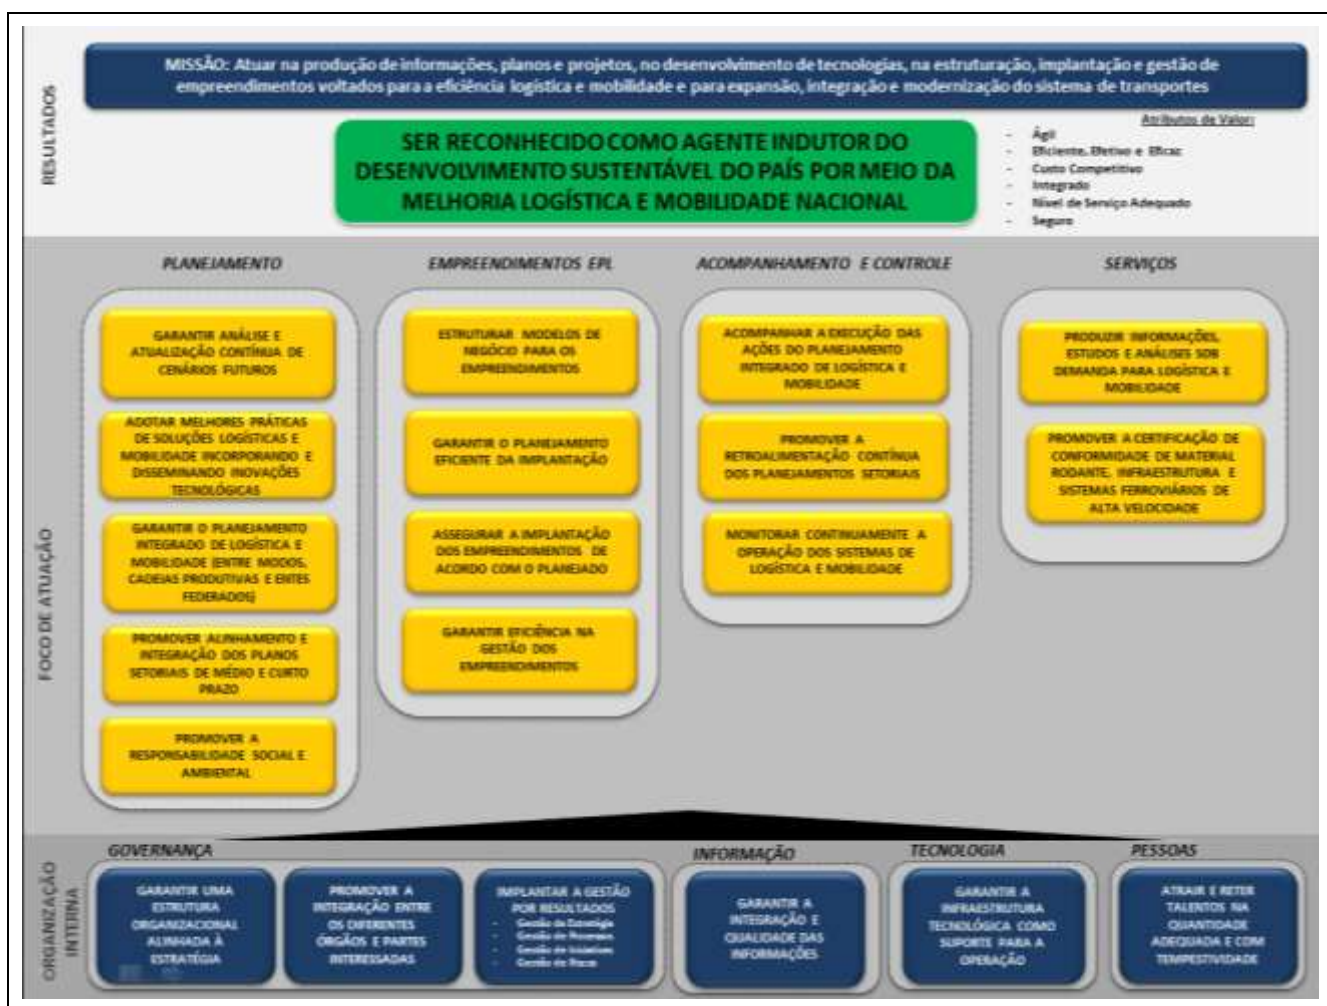 RESULTADOS
MISSÃO: Atuar na produção de informações, planos e projetos, no desenvolvimento de tecnologias, na estruturação, implantação e gestão de
empreendimentos voltados para a eficiência logística e mobilidade e para expansão, integração e modernização do sistema de transportes
SER RECONHECIDO COMO AGENTE INDUTOR DO
DESENVOLVIMENTO SUSTENTÁVEL DO PAÍS POR MEIO DA
MELHORIA LOGÍSTICA E MOBILIDADE NACIONAL
Atributos de Valor:
- Ágil
- Eficiente, Efetivo e Eficaz
- Custo Competitivo
- Integrado
- Nível de Serviço Adequado
- Seguro
FOCO DE ATUAÇÃO
PLANEJAMENTO
GARANTIR ANÁLISE E
ATUALIZAÇÃO CONTÍNUA DE
CENÁRIOS FUTUROS
ADOTAR MELHORES PRÁTICAS
DE SOLUÇÕES LOGÍSTICAS E
MOBILIDADE INCORPORANDO E
DISSEMINANDO INOVAÇÕES
TECNOLÓGICAS
GARANTIR O PLANEJAMENTO
INTEGRADO DE LOGÍSTICA E
MOBILIDADE (ENTRE MODOS,
CADEIAS PRODUTIVAS E ENTES
FEDERADOS)
PROMOVER ALINHAMENTO E
INTEGRAÇÃO DOS PLANOS
SETORIAIS DE MÉDIO E CURTO
PRAZO
PROMOVER A
RESPONSABILIDADE SOCIAL E
AMBIENTAL
EMPREENDIMENTOS EPL
ESTRUTURAR MODELOS DE
NEGÓCIO PARA OS
EMPREENDIMENTOS
GARANTIR O PLANEJAMENTO
EFICIENTE DA IMPLANTAÇÃO
ASSEGURAR A IMPLANTAÇÃO
DOS EMPREENDIMENTOS DE
ACORDO COM O PLANEJADO
GARANTIR EFICIÊNCIA NA
GESTÃO DOS
EMPREENDIMENTOS
ACOMPANHAMENTO E CONTROLE
ACOMPANHAR A EXECUÇÃO DAS
AÇÕES DO PLANEJAMENTO
INTEGRADO DE LOGÍSTICA E
MOBILIDADE
PROMOVER A
RETROALIMENTAÇÃO CONTÍNUA
DOS PLANEJAMENTOS SETORIAIS
MONITORAR CONTINUAMENTE A
OPERAÇÃO DOS SISTEMAS DE
LOGÍSTICA E MOBILIDADE
SERVIÇOS
PRODUZIR INFORMAÇÕES,
ESTUDOS E ANÁLISES SOB
DEMANDA PARA LOGÍSTICA E
MOBILIDADE
PROMOVER A CERTIFICAÇÃO DE
CONFORMIDADE DE MATERIAL
RODANTE, INFRAESTRUTURA E
SISTEMAS FERROVIÁRIOS DE
ALTA VELOCIDADE
ORGANIZAÇÃO
INTERNA
GOVERNANÇA
GARANTIR UMA
ESTRUTURA
ORGANIZACIONAL
ALINHADA À
ESTRATÉGIA
PROMOVER A
INTEGRAÇÃO ENTRE
OS DIFERENTES
ÓRGÃOS E PARTES
INTERESSADAS
IMPLANTAR A GESTÃO
POR RESULTADOS
- Gestão da Estratégia
- Gestão de Processos
- Gestão de Iniciativas
- Gestão de Riscos
INFORMAÇÃO
GARANTIR A
INTEGRAÇÃO E
QUALIDADE DAS
INFORMAÇÕES
TECNOLOGIA
GARANTIR A
INFRAESTRUTURA
TECNOLÓGICA COMO
SUPORTE PARA A
OPERAÇÃO
PESSOAS
ATRAIR E RETER
TALENTOS NA
QUANTIDADE
ADEQUADA E COM
TEMPESTIVIDADE